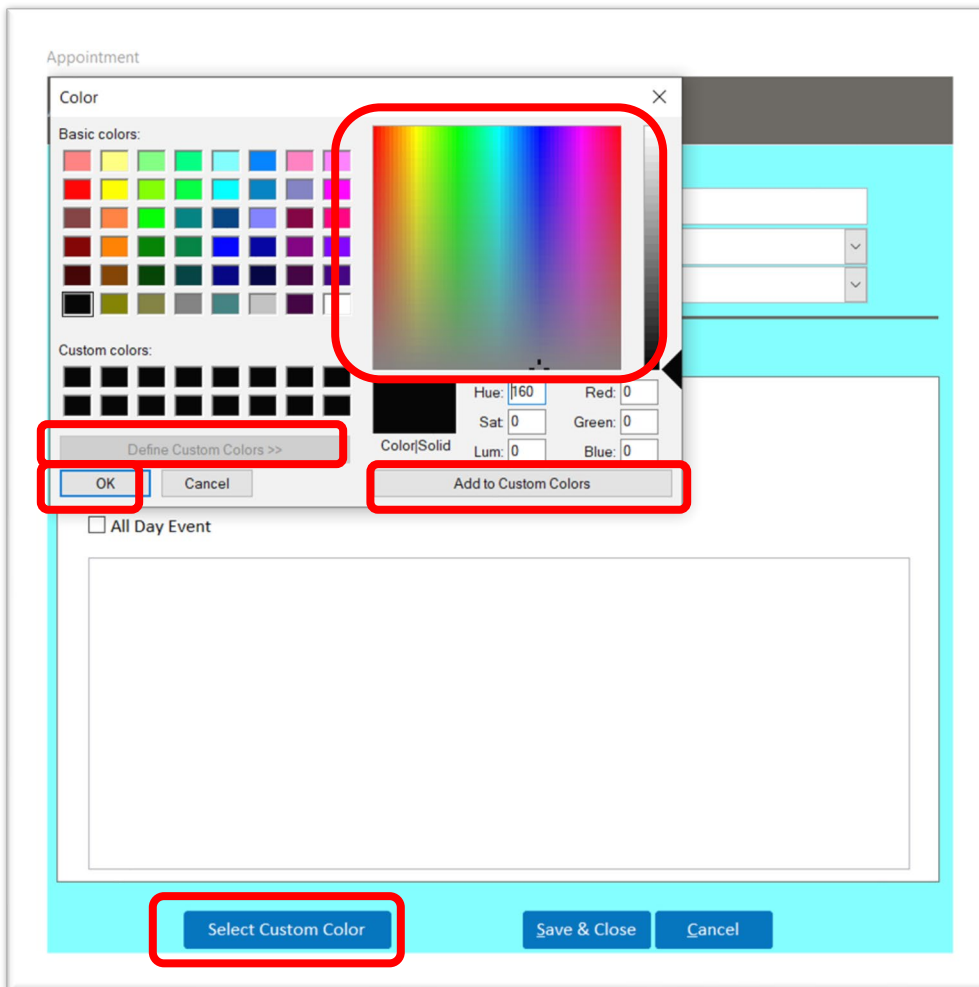 Appointment
Color
Basic colors:
Custom colors:
Define Custom Colors >>
OK Cancel
Hue: 160 Red: 0
Sat: 0 Green: 0
Color|Solid Lum: 0 Blue: 0
Add to Custom Colors
All Day Event
Select Custom Color Save & Close Cancel